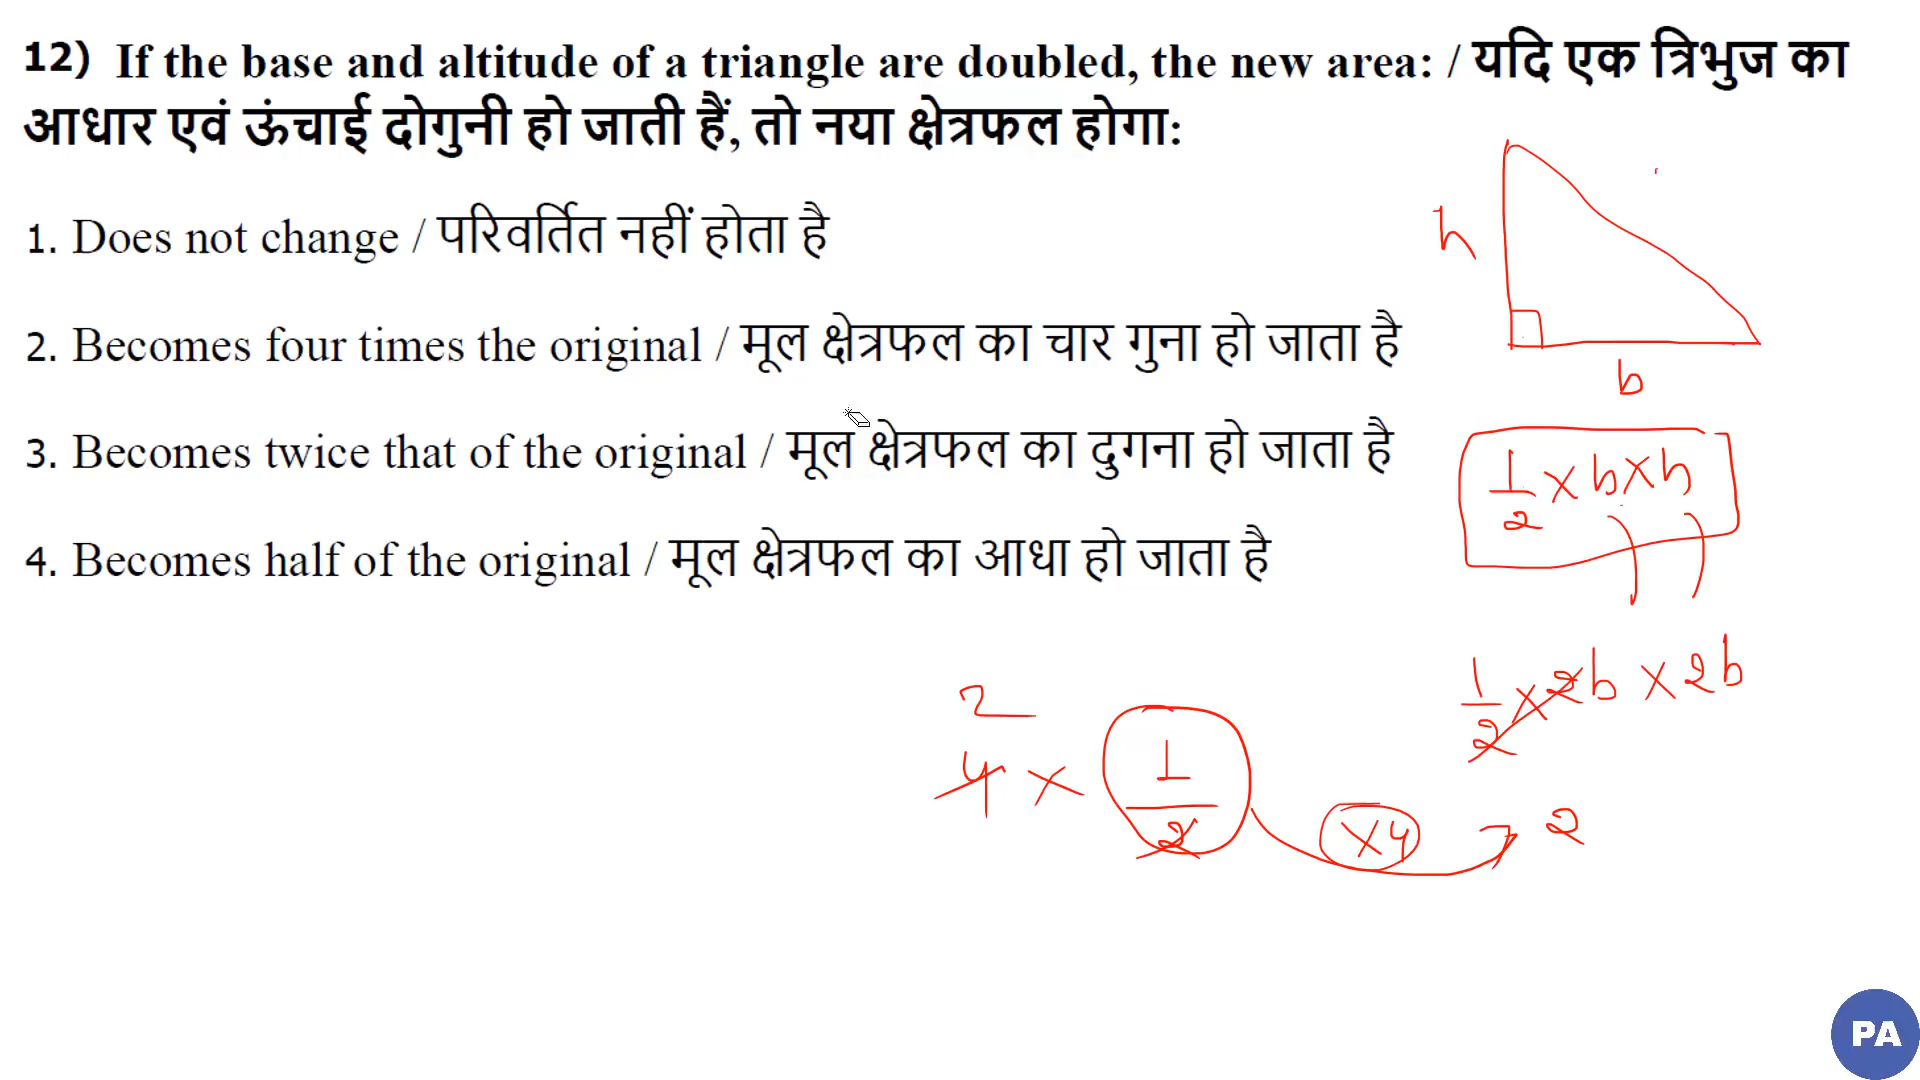 12) If the base and altitude of a triangle are doubled, the new area: / यदि एक त्रिभुज का
आधार एवं ऊंचाई दोगुनी हो जाती हैं, तो नया क्षेत्रफल होगा:
1. Does not change / परिवर्तित नहीं होता है
2. Becomes four times the original / मूल क्षेत्रफल का चार गुना हो जाता है
3. Becomes twice that of the original / मूल क्षेत्रफल का दुगना हो जाता है
4. Becomes half of the original / मूल क्षेत्रफल का आधा हो जाता है
h
b
1/2 × b × h
1/2 × 2b × 2b
2
4 × 1/2 ×4 2
PA